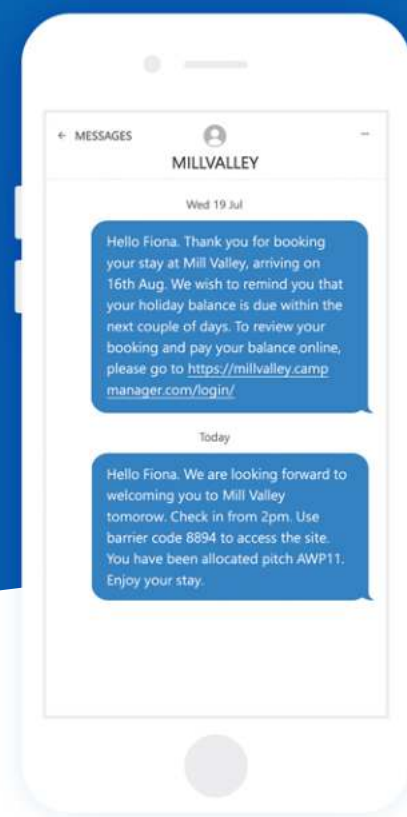 ← MESSAGES
MILLVALLEY
Wed 19 Jul
Hello Fiona. Thank you for booking
your stay at Mill Valley, arriving on
16th Aug. We wish to remind you that
your holiday balance is due within the
next couple of days. To review your
booking and pay your balance online,
please go to https://millvalley.camp
manager.com/login/
Today
Hello Fiona. We are looking forward to
welcoming you to Mill Valley
tomorow. Check in from 2pm. Use
barrier code 8894 to access the site.
You have been allocated pitch AWP11.
Enjoy your stay.